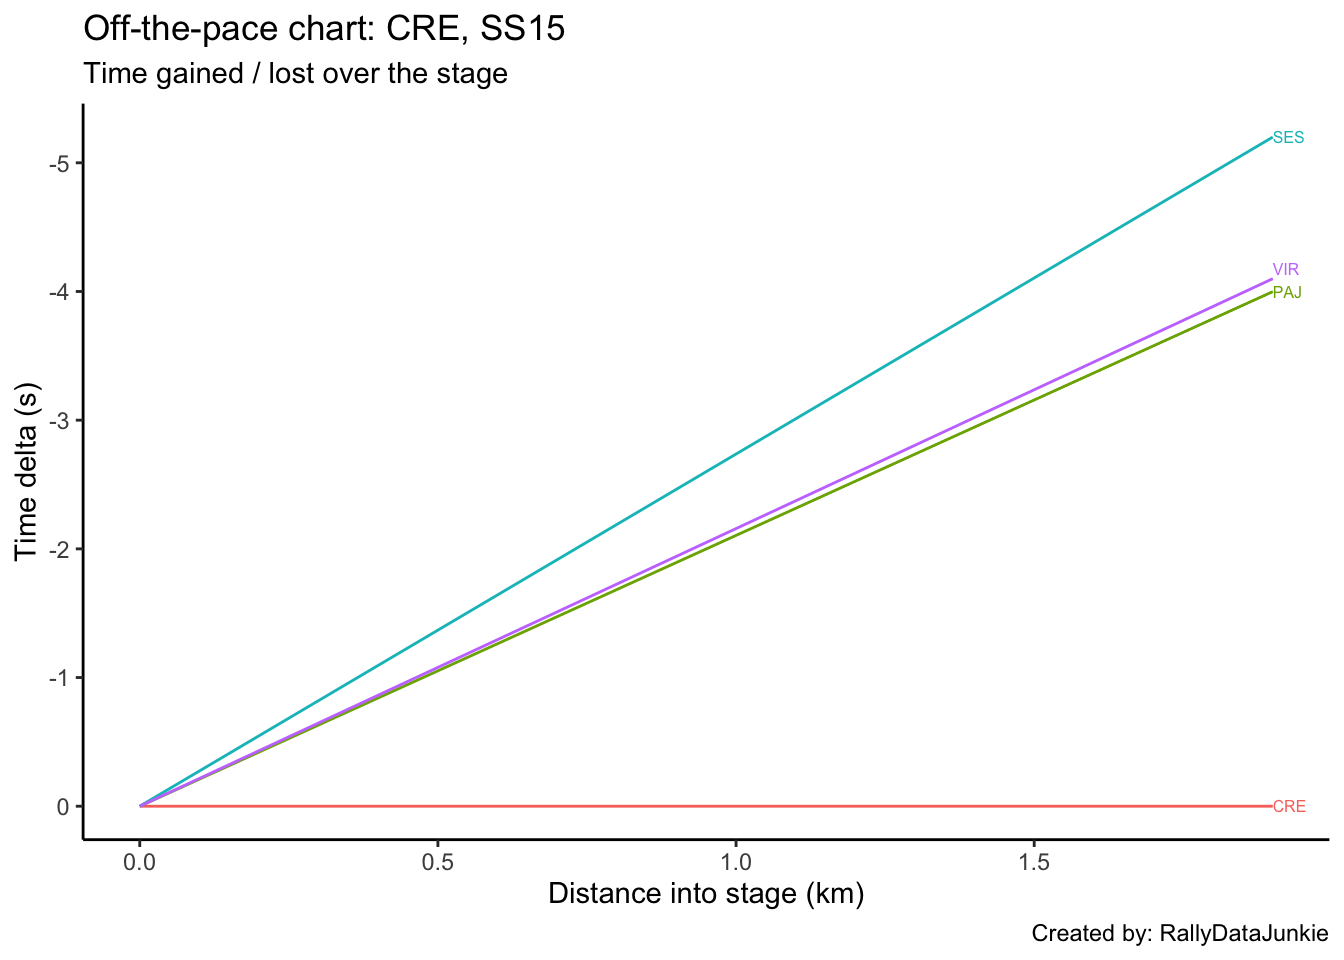 Off-the-pace chart: CRE, SS15
Time gained / lost over the stage
Time delta (s)
-5
-4
-3
-2
-1
0
SES
VIR
PAJ
CRE
0.0 0.5 1.0 1.5
Distance into stage (km)
Created by: RallyDataJunkie